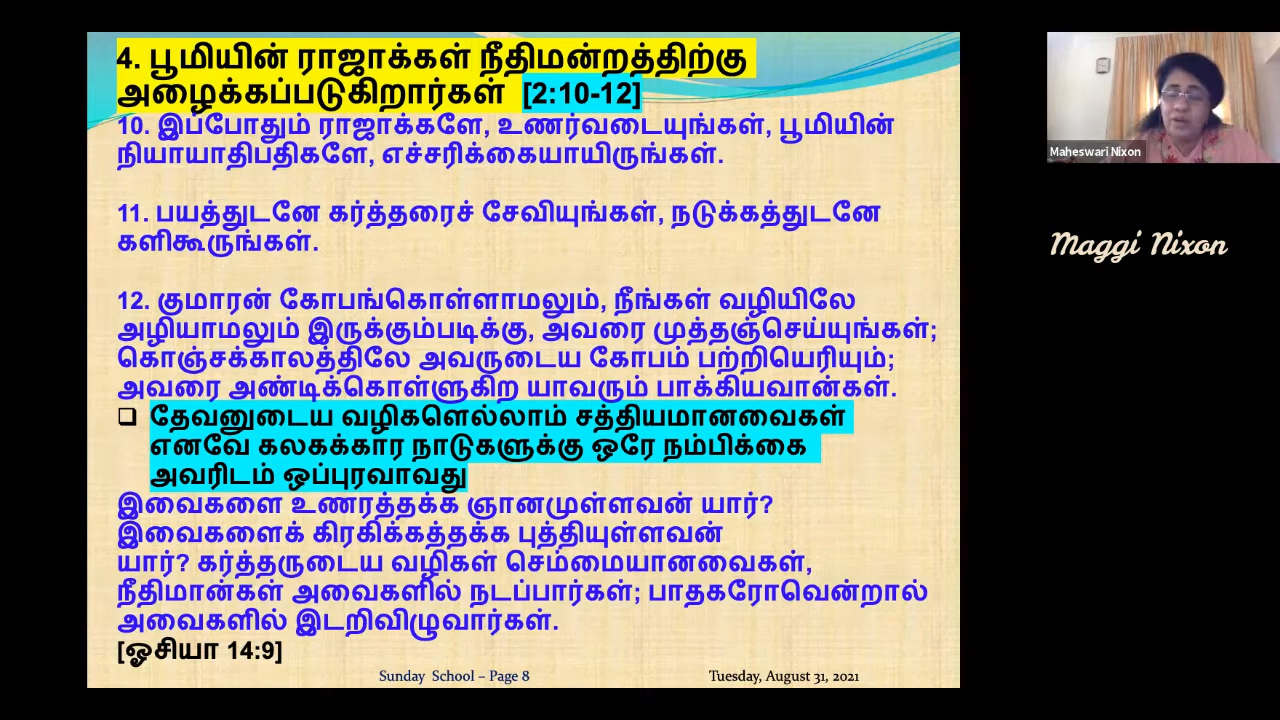 4. பூமியின் ராஜாக்கள் நீதிமன்றத்திற்கு
அழைக்கப்படுகிறார்கள் [2:10-12]
10. இப்போதும் ராஜாக்களே, உணர்வடையுங்கள், பூமியின்
நியாயாதிபதிகளே, எச்சரிக்கையாயிருங்கள்.
11. பயத்துடனே கர்த்தரைச் சேவியுங்கள், நடுக்கத்துடனே
களிகூருங்கள்.
12. குமாரன் கோபங்கொள்ளாமலும், நீங்கள் வழியிலே
அழியாமலும் இருக்கும்படிக்கு, அவரை முத்தஞ்செய்யுங்கள்;
கொஞ்சக்காலத்திலே அவருடைய கோபம் பற்றியெரியும்;
அவரை அண்டிக்கொள்ளுகிற யாவரும் பாக்கியவான்கள்.
தேவனுடைய வழிகளெல்லாம் சத்தியமானவைகள்
எனவே கலகக்கார நாடுகளுக்கு ஒரே நம்பிக்கை
அவரிடம் ஒப்புரவாவது
இவைகளை உணரத்தக்க ஞானமுள்ளவன் யார்?
இவைகளைக் கிரகிக்கத்தக்க புத்தியுள்ளவன்
யார்? கர்த்தருடைய வழிகள் செம்மையானவைகள்,
நீதிமான்கள் அவைகளில் நடப்பார்கள்; பாதகரோவென்றால்
அவைகளில் இடறிவிழுவார்கள்.
[ஓசியா 14:9]
Sunday School – Page 8
Tuesday, August 31, 2021
Maheswari Nixon
Maggi Nixon